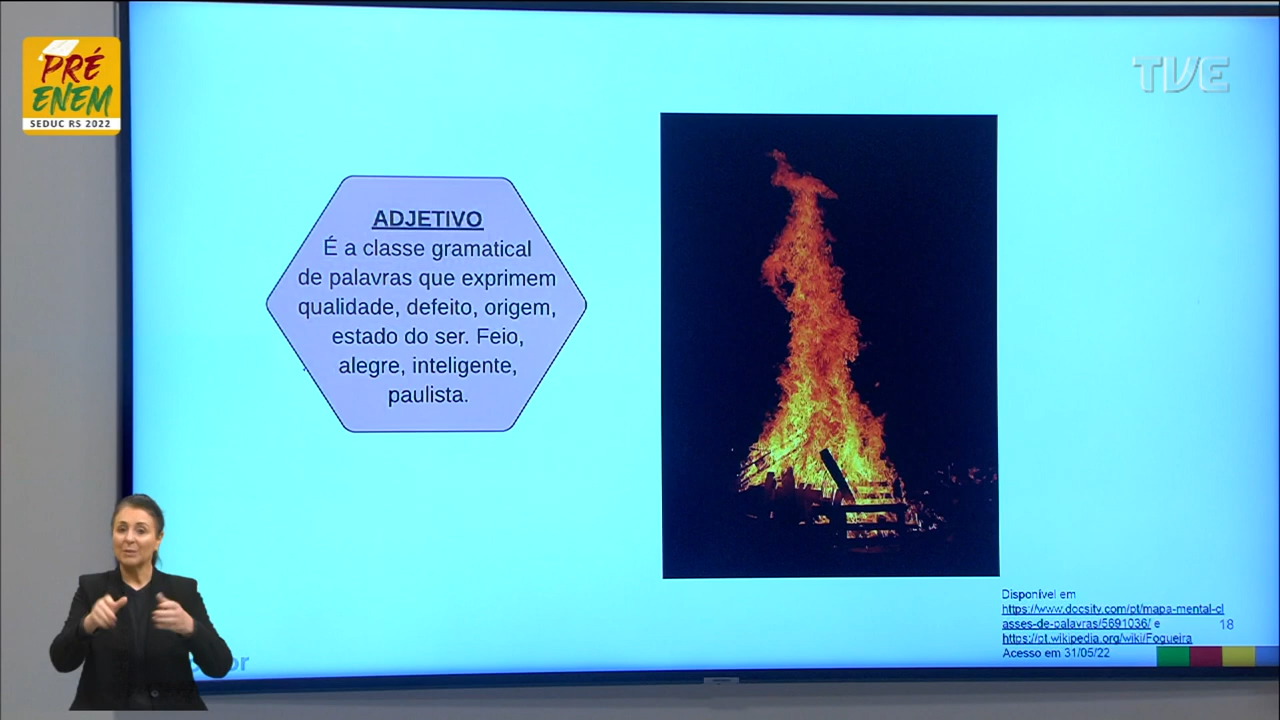 PRÉ
ENEM
SEDUC RS 2022
TVE
ADJETIVO
É a classe gramatical
de palavras que exprimem
qualidade, defeito, origem,
estado do ser. Feio,
alegre, inteligente,
paulista.
Disponível em
https://www.docsity.com/pt/mapa-mental-cl
asses-de-palavras/5691036/ e
https://pt.wikipedia.org/wiki/Fogueira
Acesso em 31/05/22
18